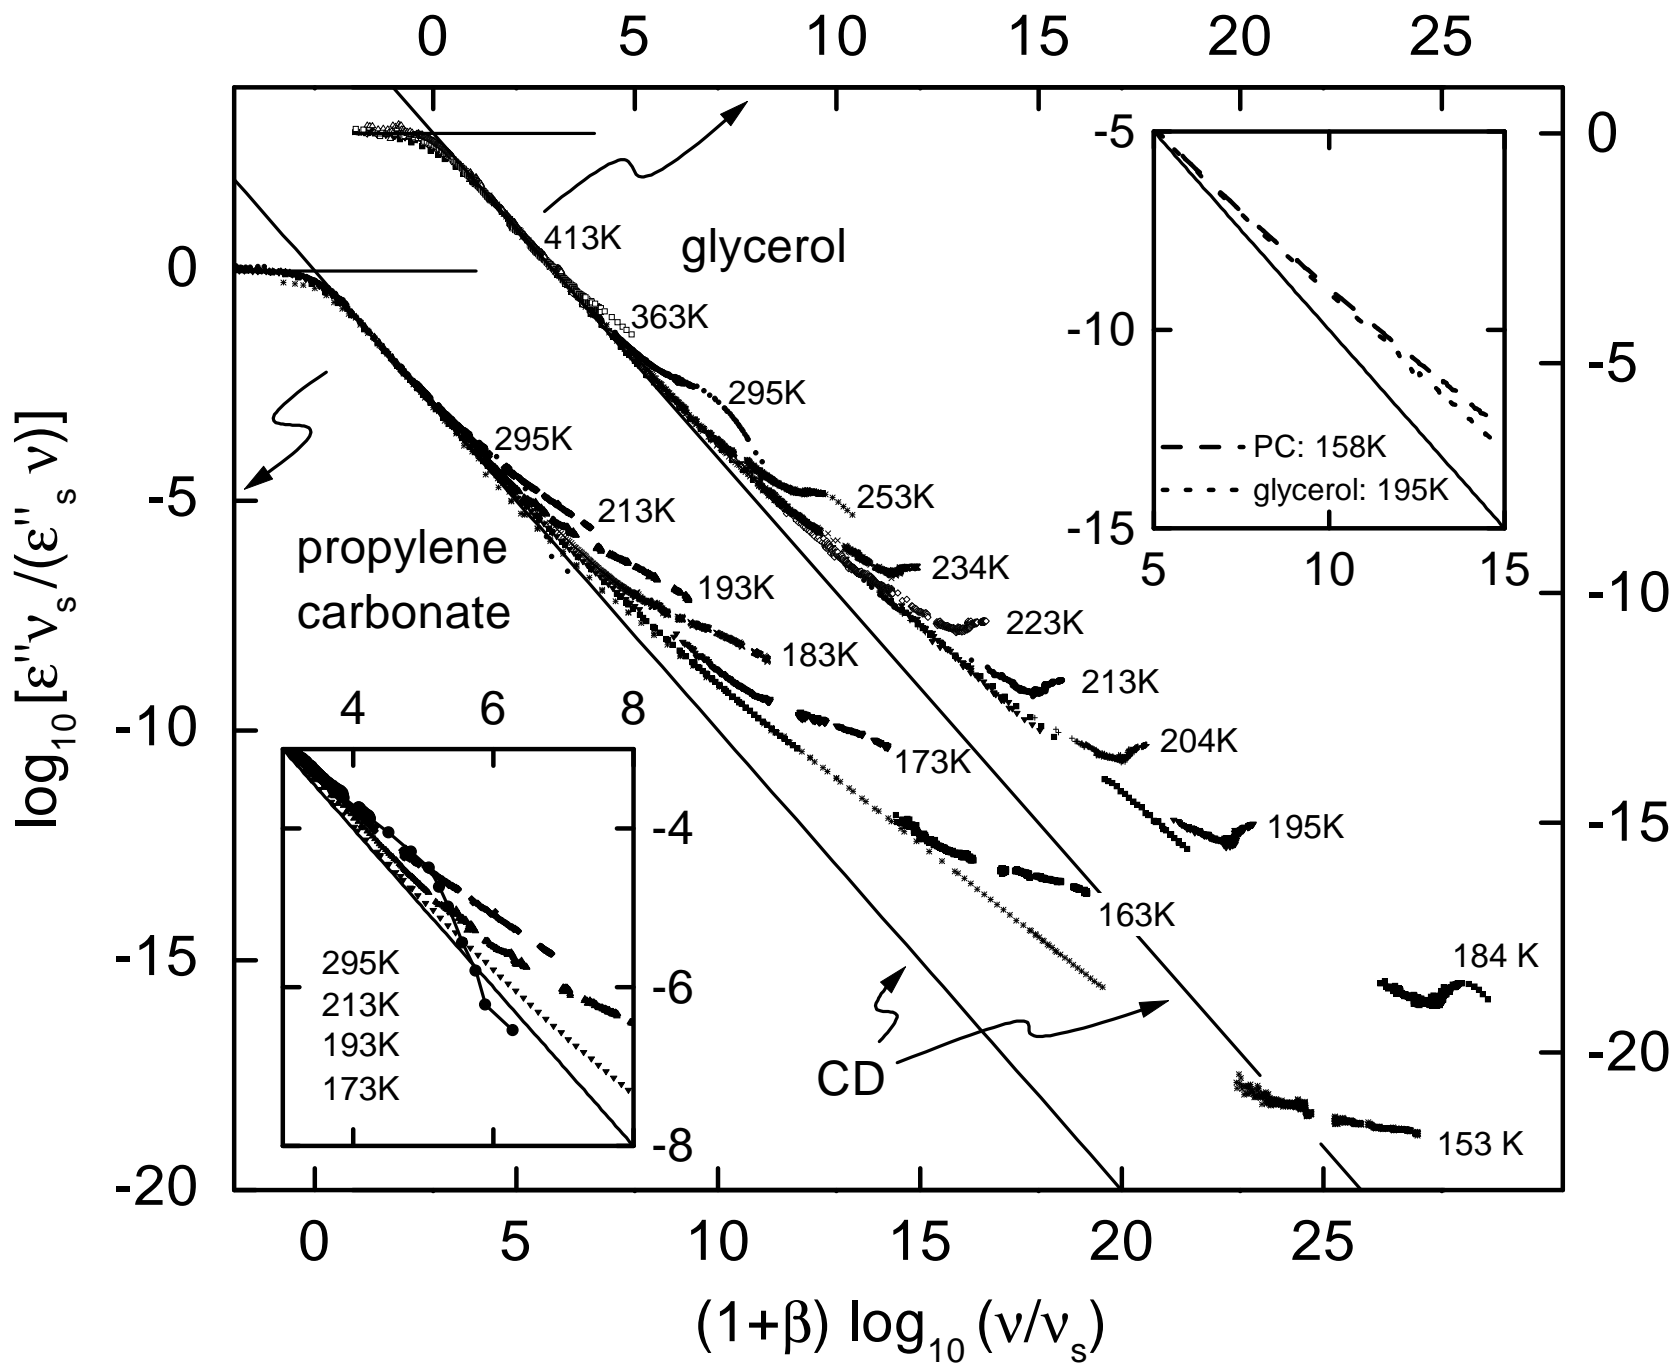 0 5 10 15 20 25
0
-5
-10
-15
-20
0
-5
-10
-15
-20
log10 [ε''νs/(ε''s ν)]
413K
glycerol
363K
295K
253K
234K
223K
213K
204K
195K
184 K
295K
213K
193K
183K
173K
163K
153 K
propylene
carbonate
CD
-5
-10
-15
5 10 15
PC: 158K
glycerol: 195K
4 6 8
-4
-6
-8
295K
213K
193K
173K
0 5 10 15 20 25
(1+β) log10 (ν/νs)